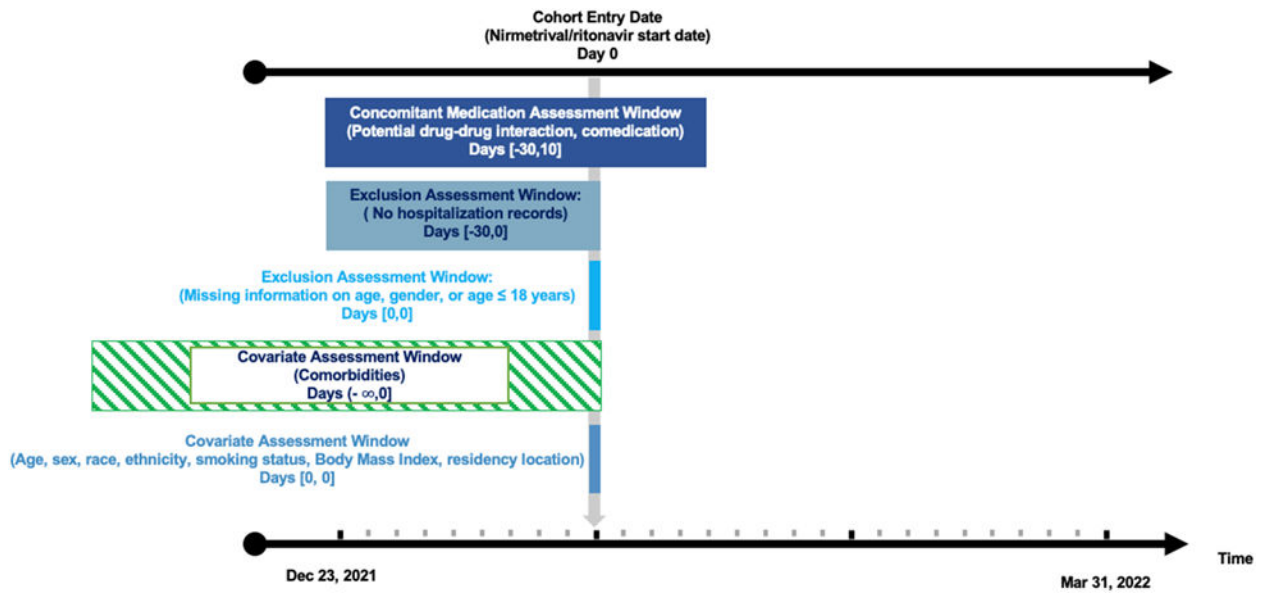 Cohort Entry Date
(Nirmetrival/ritonavir start date)
Day 0
Concomitant Medication Assessment Window
(Potential drug-drug interaction, comedication)
Days [-30,10]
Exclusion Assessment Window:
( No hospitalization records)
Days [-30,0]
Exclusion Assessment Window:
(Missing information on age, gender, or age ≤ 18 years)
Days [0,0]
Covariate Assessment Window
(Comorbidities)
Days (- ∞,0]
Covariate Assessment Window
(Age, sex, race, ethnicity, smoking status, Body Mass Index, residency location)
Days [0, 0]
Time
Dec 23, 2021
Mar 31, 2022